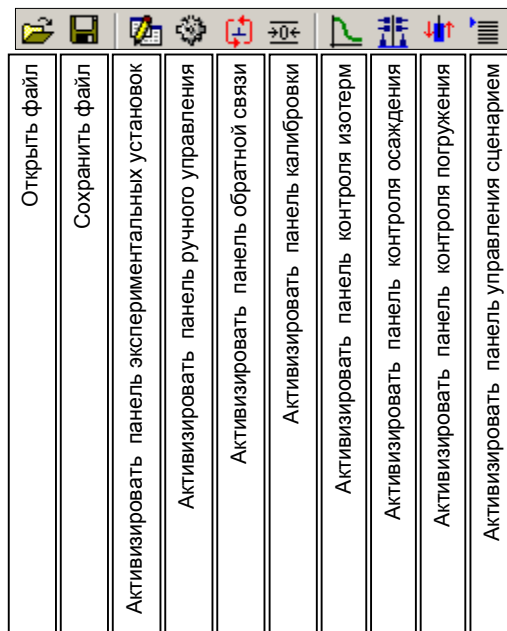 Открыть файл
Сохранить файл
Активизировать панель экспериментальных установок
Активизировать панель ручного управления
Активизировать панель обратной связи
Активизировать панель калибровки
Активизировать панель контроля изотерм
Активизировать панель контроля осаждения
Активизировать панель контроля погружения
Активизировать панель управления сценарием